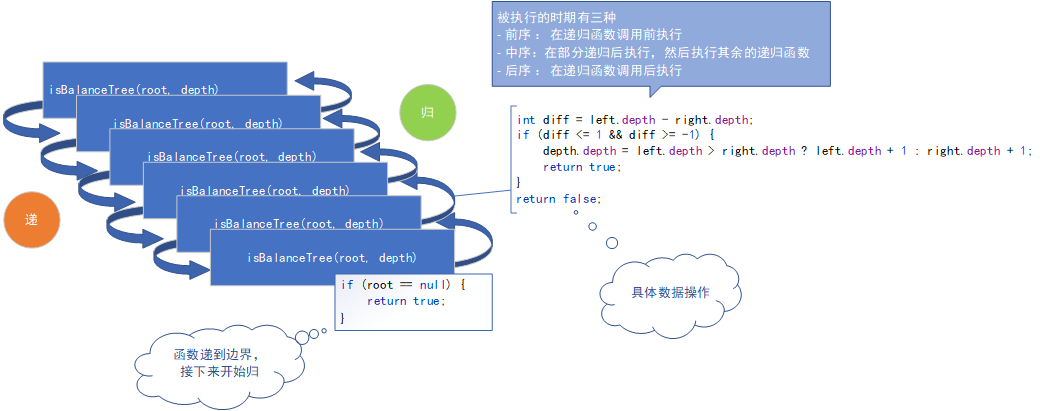 被执行的时期有三种
- 前序： 在递归函数调用前执行
- 中序：在部分递归后执行，然后执行其余的递归函数
- 后序： 在递归函数调用后执行
isBalanceTree(root, depth)
isBalanceTree(root, depth)
isBalanceTree(root, depth)
isBalanceTree(root, depth)
isBalanceTree(root, depth)
isBalanceTree(root, depth)
归
递
int diff = left.depth - right.depth;
if (diff <= 1 && diff >= -1) {
depth.depth = left.depth > right.depth ? left.depth + 1 : right.depth + 1;
return true;
}
return false;
if (root == null) {
return true;
}
具体数据操作
函数递到边界，
接下来开始归